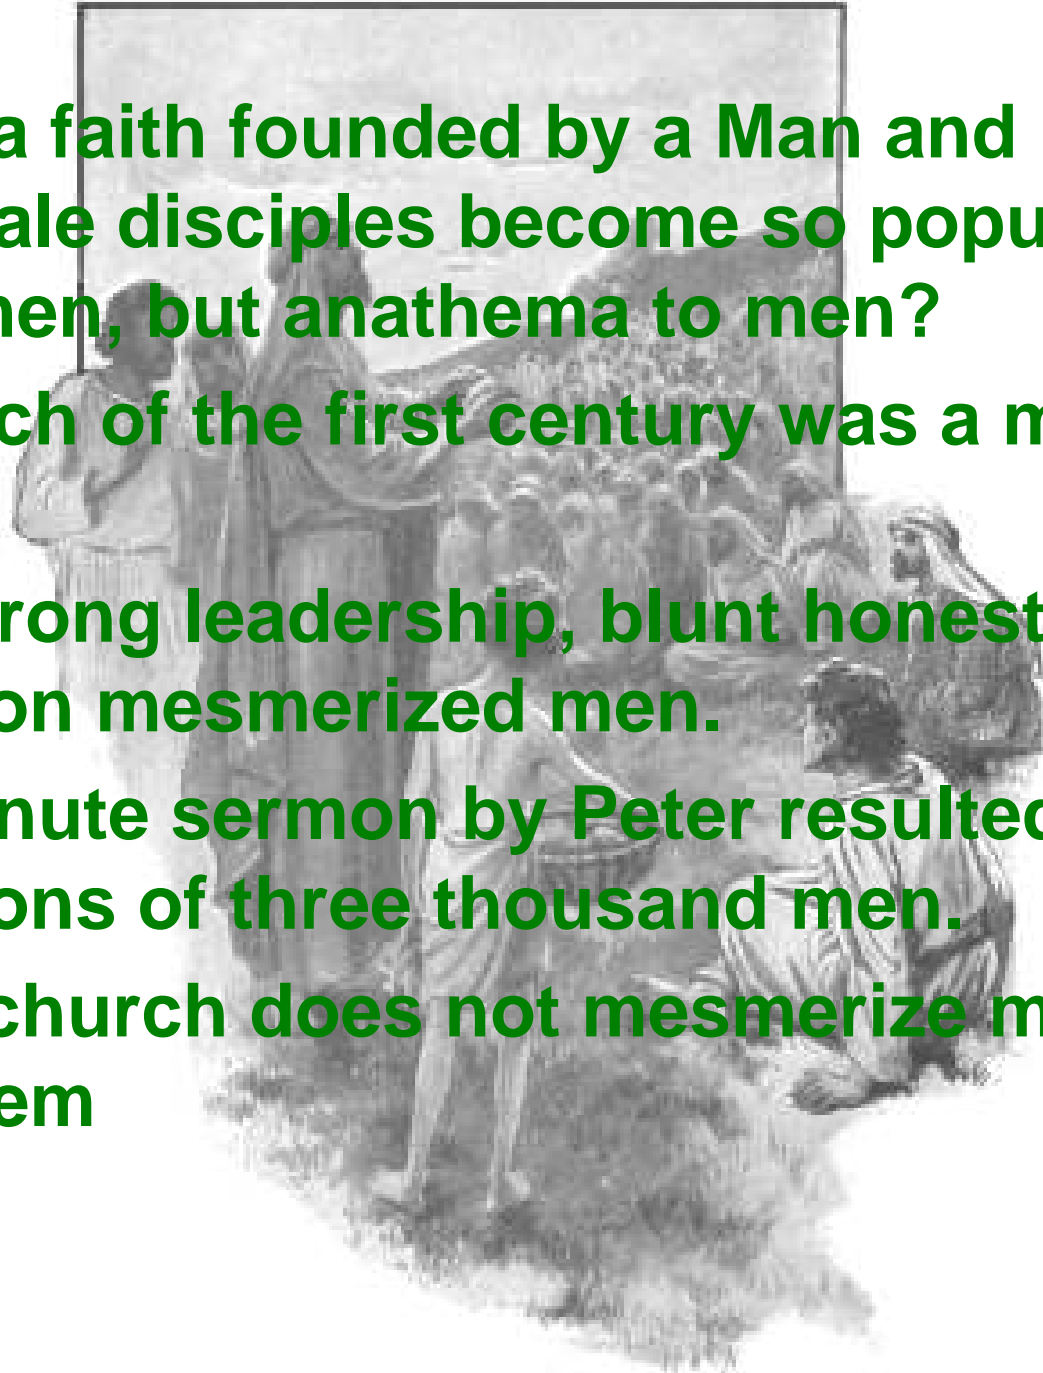 a faith founded by a Man and
ale disciples become so popu
nen, but anathema to men?
ch of the first century was a m
rong leadership, blunt honest
on mesmerized men.
nute sermon by Peter resulted
ons of three thousand men.
church does not mesmerize m
em